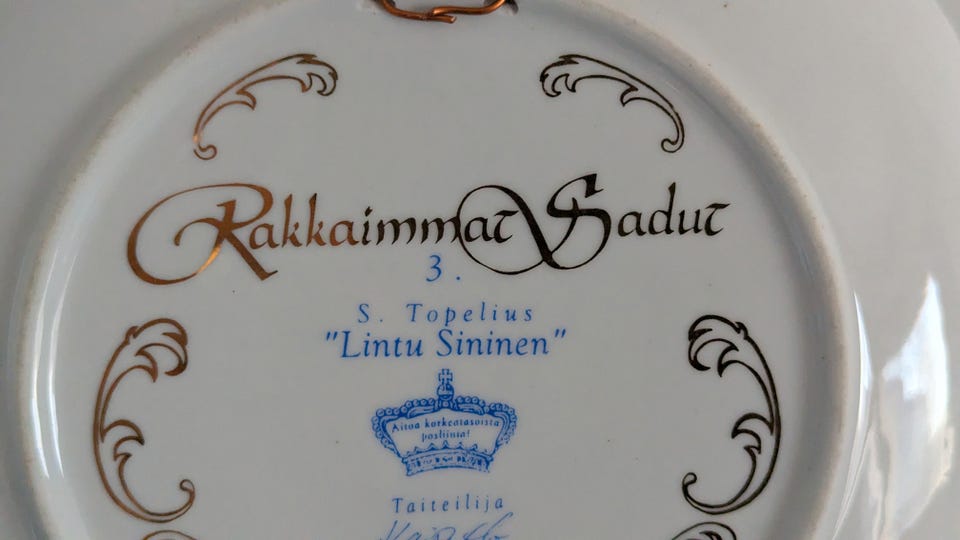 Rakkaimmat Sadut
3.
S. Topelius
"Lintu Sininen"
Aitoa korkeatasoista
posliinia!
Taiteilija